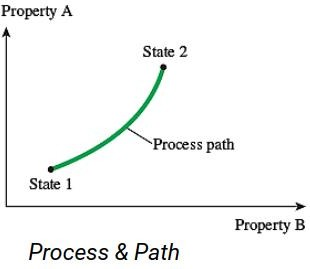 Property A
State 2
Process path
State 1
Property B
Process & Path